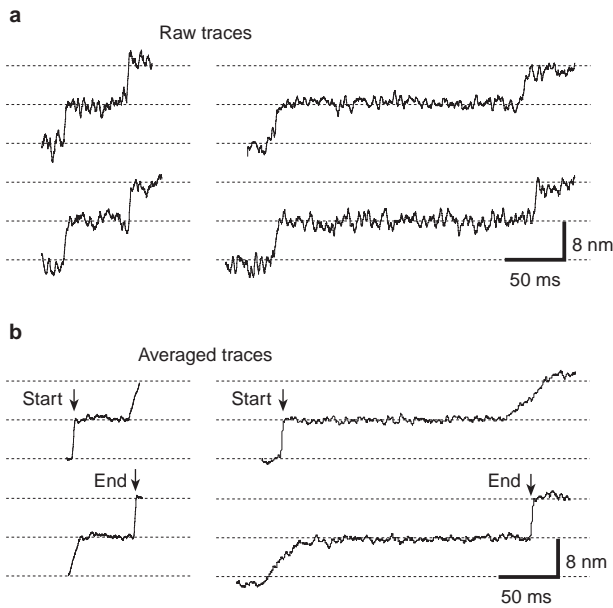 a
Raw traces
8 nm
50 ms
b
Averaged traces
Start
Start
End
End
8 nm
50 ms